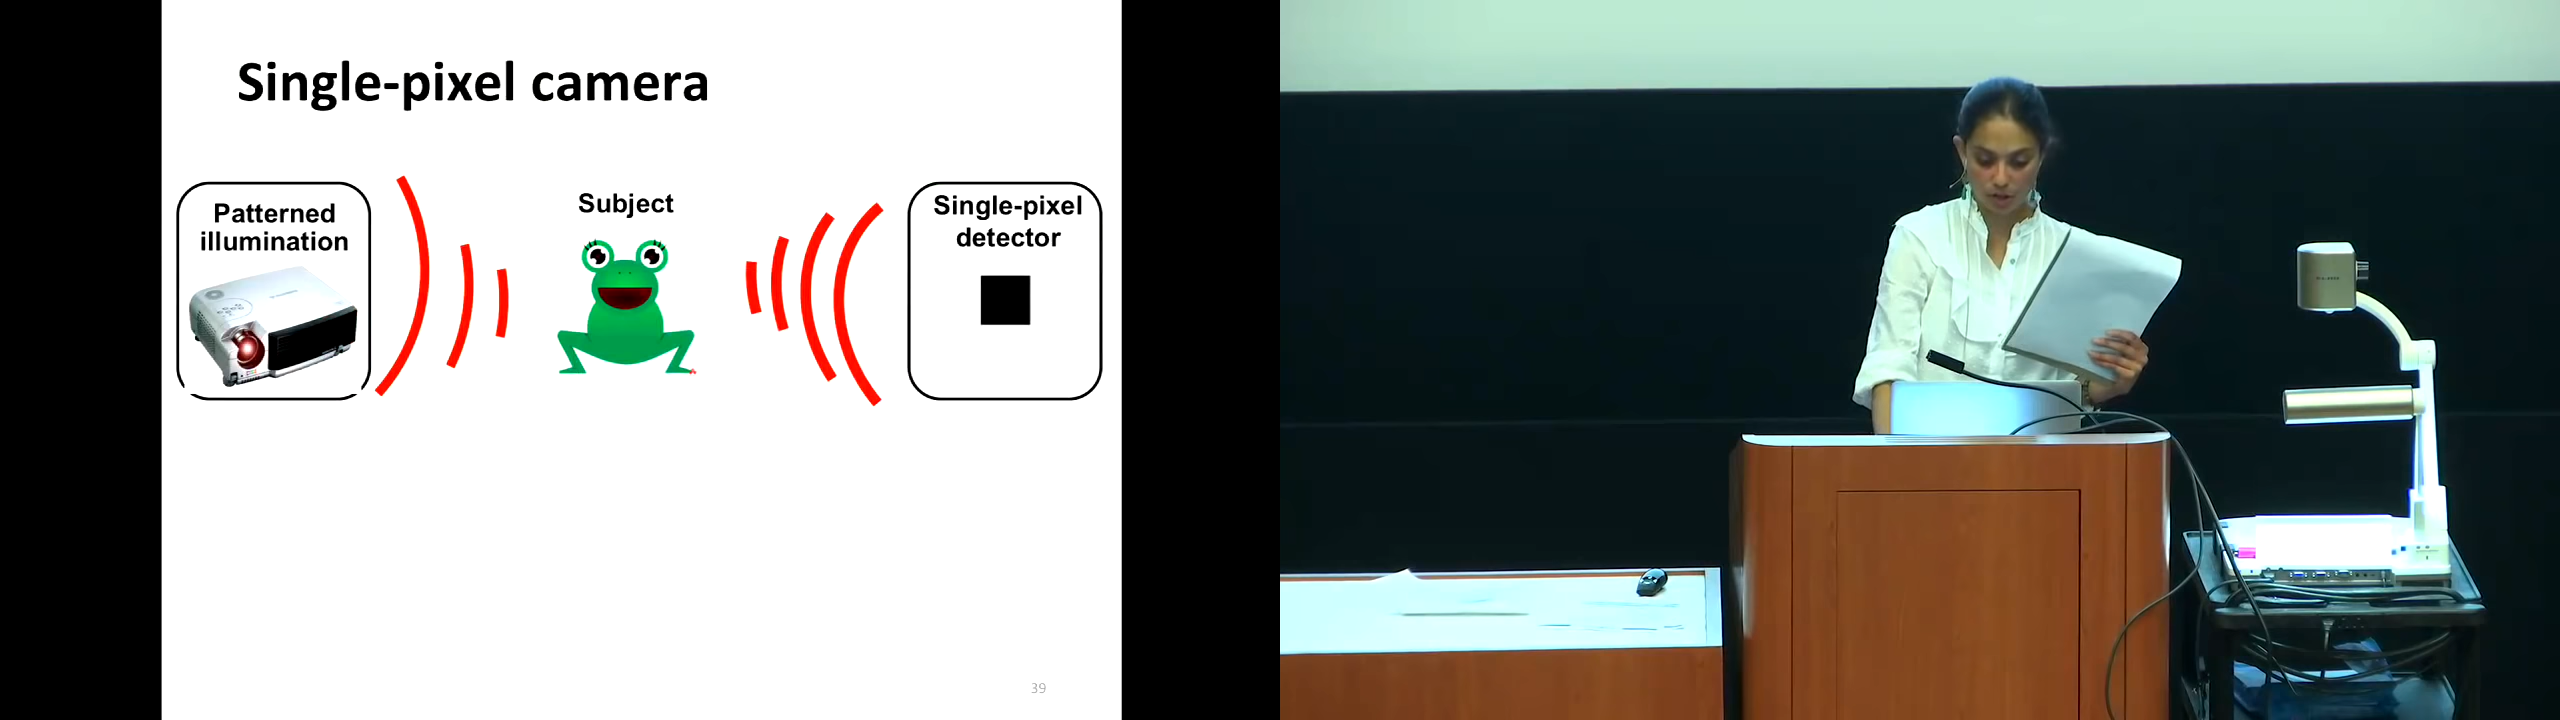 Single-pixel camera
Patterned
illumination
Subject
Single-pixel
detector
39